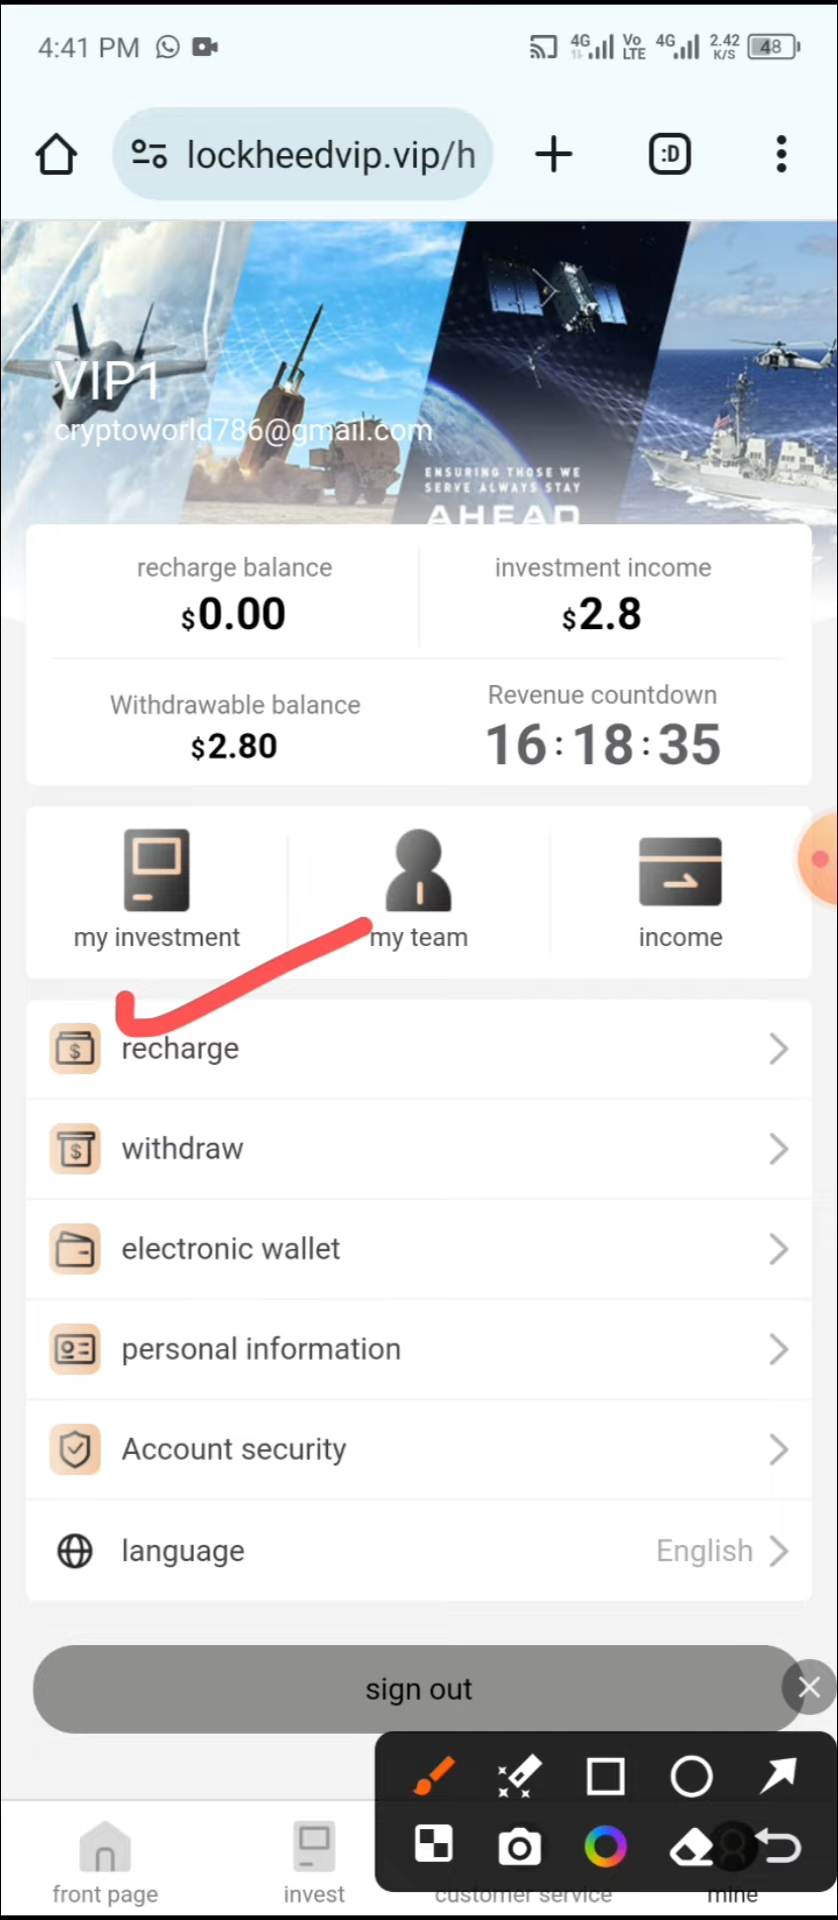 4:41 PM
4G Vo LTE 4G 2.42 K/S 48
lockheedvip.vip/h
:D
VIP1
cryptoworld786@gmail.com
ENSURING THOSE WE
SERVE ALWAYS STAY
AHEAD
recharge balance investment income
$0.00 $2.8
Withdrawable balance Revenue countdown
$2.80 16:18:35
my investment my team income
recharge
withdraw
electronic wallet
personal information
Account security
language English
sign out
front page invest customer service mine